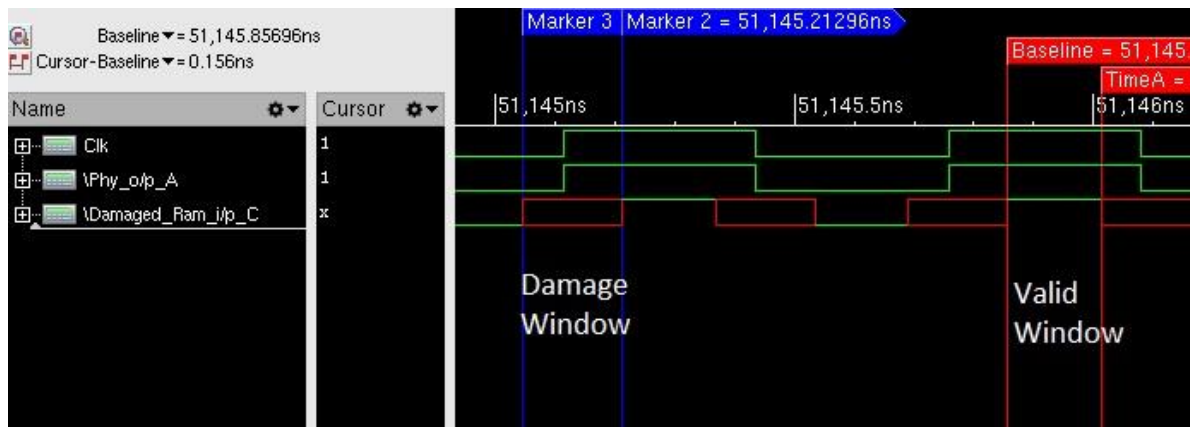 Marker 3 Marker 2 = 51,145.21296ns
Baseline = 51,145.85696ns
Cursor-Baseline = 0.156ns
Baseline = 51,145.
TimeA =
Name Cursor 51,145ns 51,145.5ns 51,146ns
Clk 1
\Phy_o/p_A 1
\Damaged_Ram_i/p_C x
Damage
Window
Valid
Window